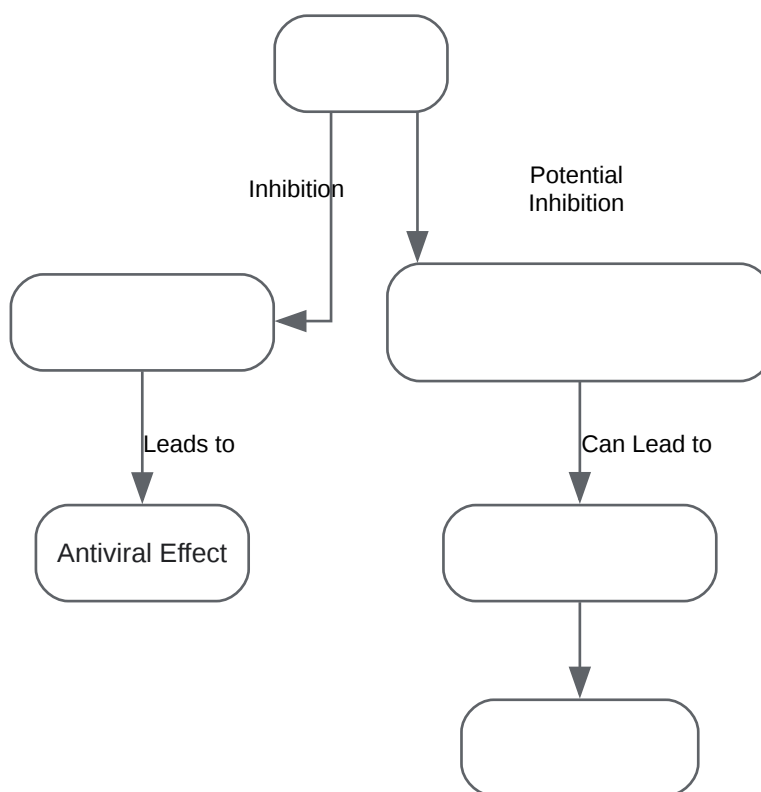 Inhibition
Potential
Inhibition
Leads to
Can Lead to
Antiviral Effect